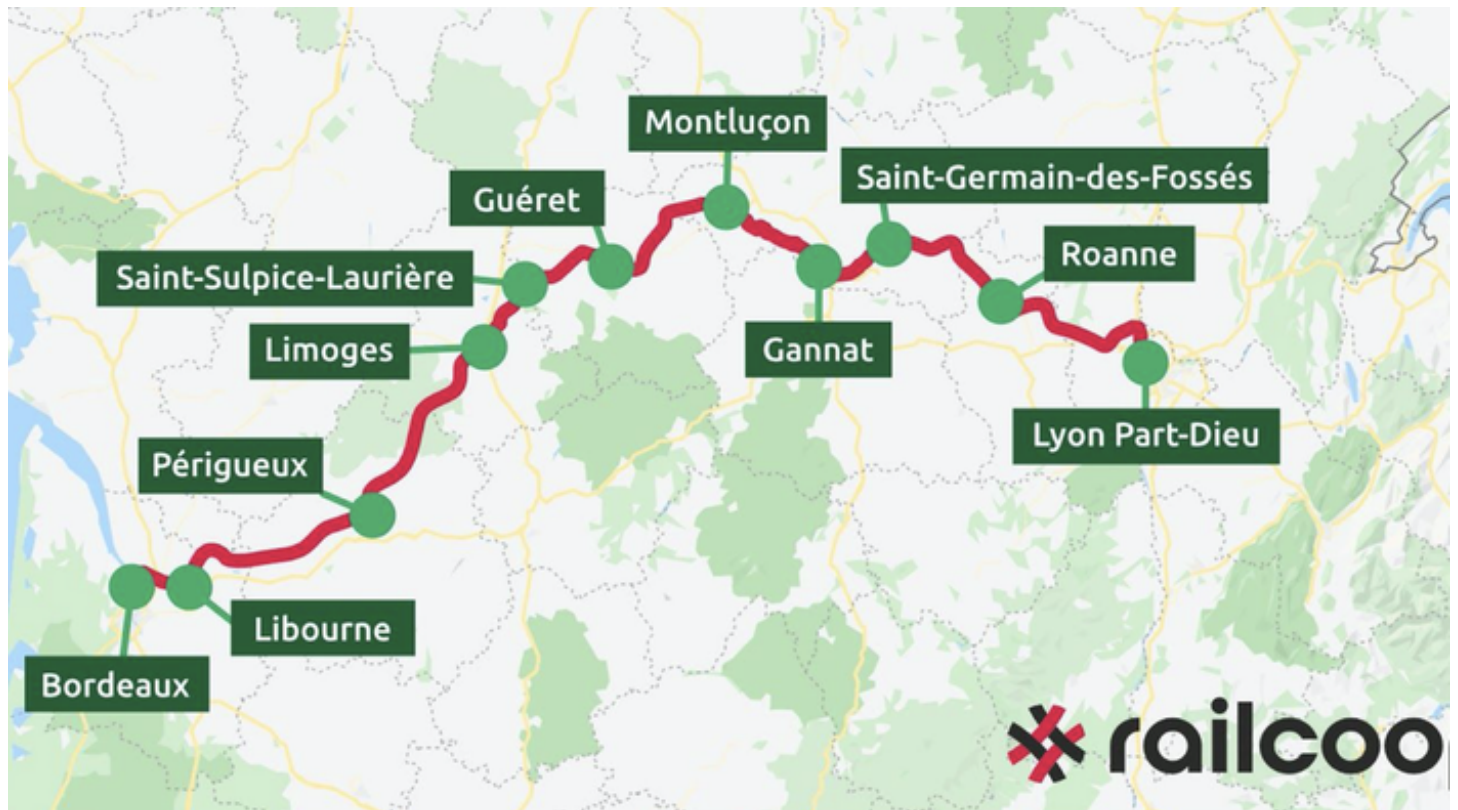 Montluçon
Saint-Germain-des-Fossés
Guéret
Roanne
Saint-Sulpice-Laurière
Limoges
Gannat
Lyon Part-Dieu
Périgueux
Libourne
Bordeaux
railcoo